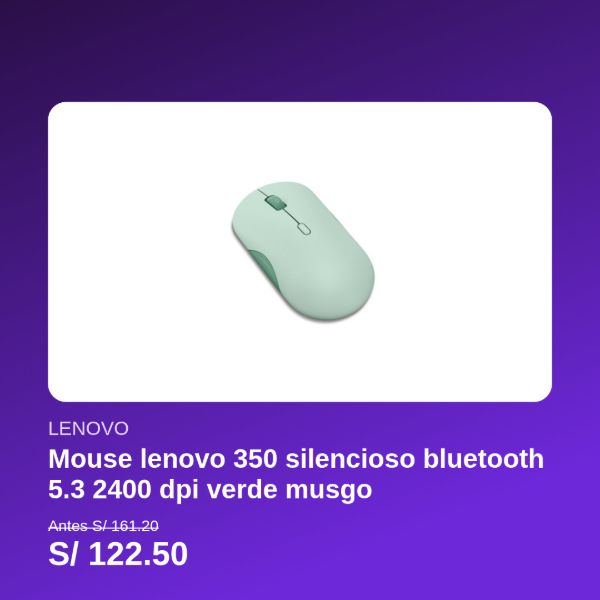 LENOVO
Mouse lenovo 350 silencioso bluetooth
5.3 2400 dpi verde musgo
Antes S/ 161.20
S/ 122.50